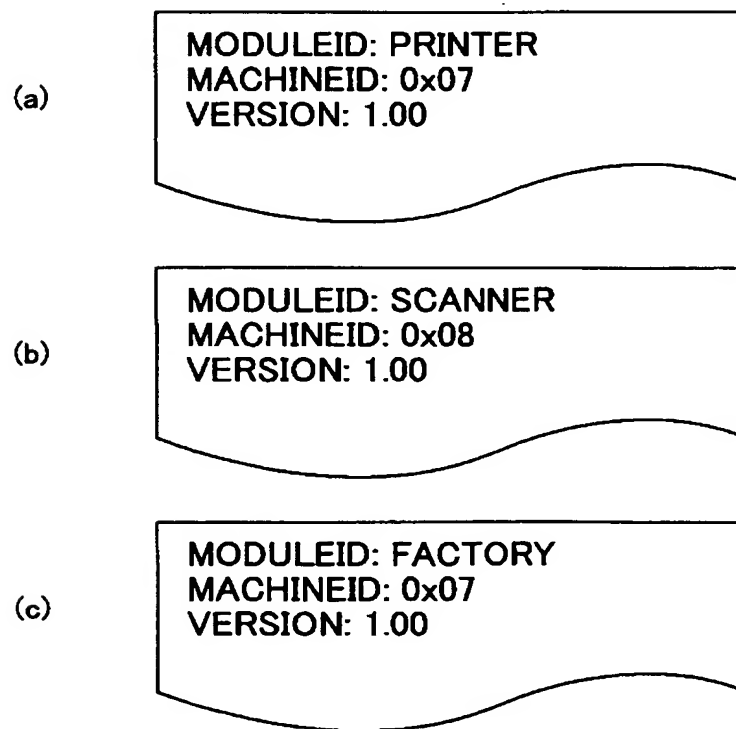 (a)
MODULEID: PRINTER
MACHINEID: 0x07
VERSION: 1.00
(b)
MODULEID: SCANNER
MACHINEID: 0x08
VERSION: 1.00
(c)
MODULEID: FACTORY
MACHINEID: 0x07
VERSION: 1.00